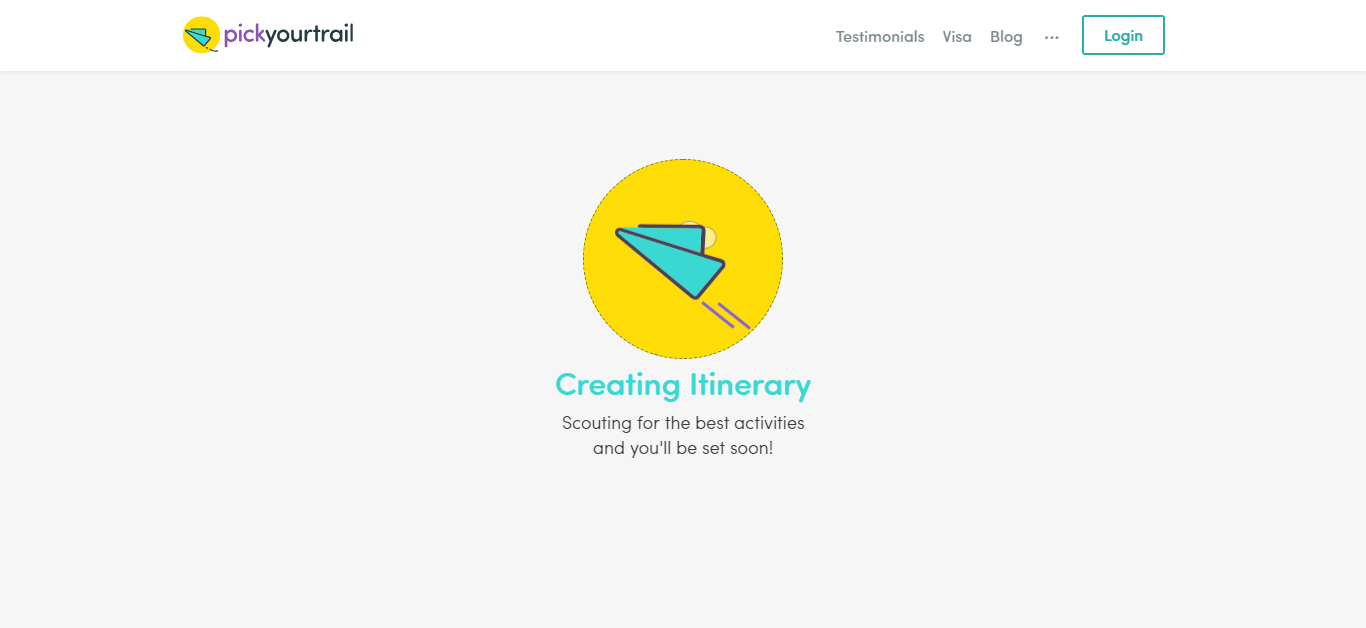 pickyourtrail
Testimonials Visa Blog ... Login
Creating Itinerary
Scouting for the best activities
and you'll be set soon!